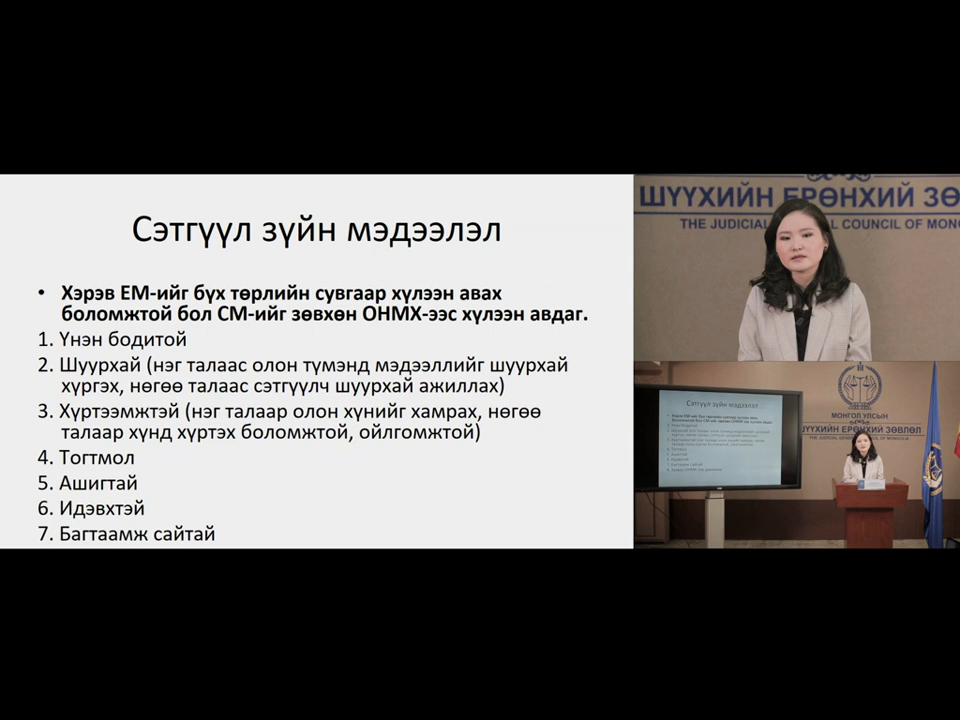 Сэтгүүл зүйн мэдээлэл
• Хэрэв ЕМ-ийг бүх төрлийн сувгаар хүлээн авах
боломжтой бол СМ-ийг зөвхөн ОНМХ-ээс хүлээн авдаг.
1. Үнэн бодитой
2. Шуурхай (нэг талаас олон түмэнд мэдээллийг шуурхай
хүргэх, нөгөө талаас сэтгүүлч шуурхай ажиллах)
3. Хүртээмжтэй (нэг талаар олон хүнийг хамрах, нөгөө
талаар хүнд хүртэх боломжтой, ойлгомжтой)
4. Тогтмол
5. Ашигтай
6. Идэвхтэй
7. Багтаамж сайтай
ШҮҮХИЙН ЕРӨНХИЙ
THE JUDICIAL COUNCIL OF
Сэтгүүл зүйн мэдээлэл
МОНГОЛ УЛСЫН
ШҮҮХИЙН ЕРӨНХИЙ ЗӨВЛӨЛ
THE JUDICIAL COUNCIL OF MONGOLIA